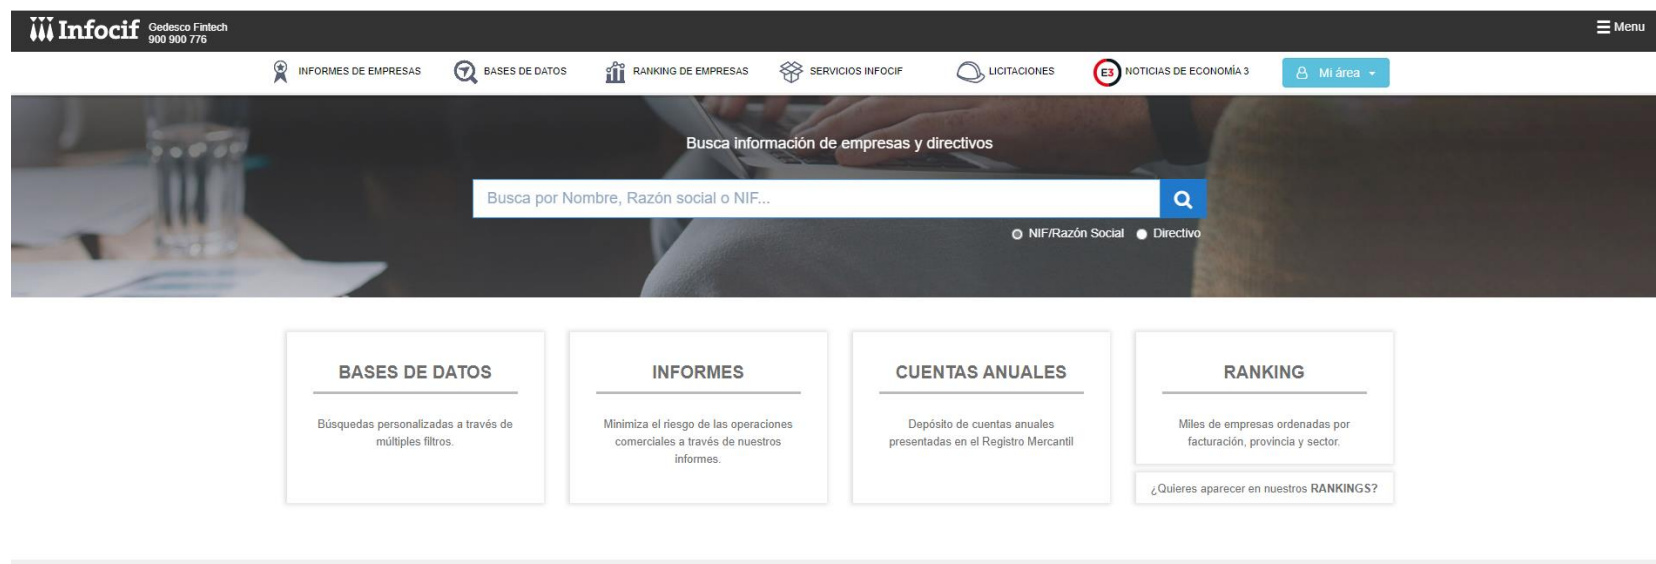 Infocif
Gedesco Fintech
900 900 776
Menu
INFORMES DE EMPRESAS
BASES DE DATOS
RANKING DE EMPRESAS
SERVICIOS INFOCIF
LICITACIONES
E3 NOTICIAS DE ECONOMÍA 3
Mi área
Busca información de empresas y directivos
Busca por Nombre, Razón social o NIF...
NIF/Razón Social
Directivo
BASES DE DATOS
Búsquedas personalizadas a través de
múltiples filtros.
INFORMES
Minimiza el riesgo de las operaciones
comerciales a través de nuestros
informes.
CUENTAS ANUALES
Depósito de cuentas anuales
presentadas en el Registro Mercantil
RANKING
Miles de empresas ordenadas por
facturación, provincia y sector.
¿Quieres aparecer en nuestros RANKINGS?